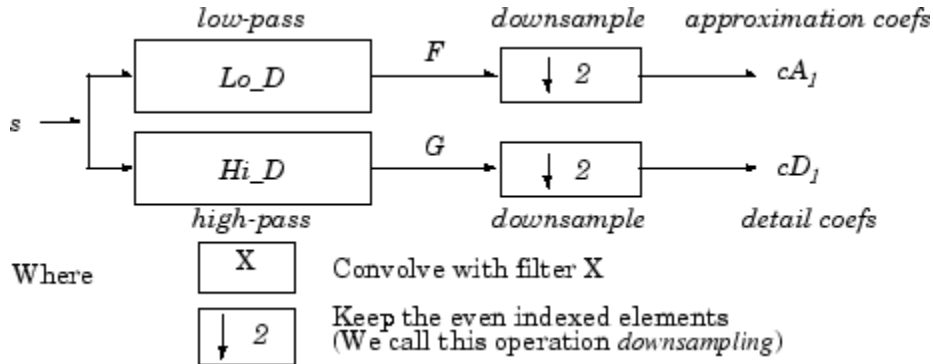 low-pass downsample approximation coefs
Lo_D F ↓ 2 cA₁
s
Hi_D G ↓ 2 cD₁
high-pass downsample detail coefs
Where X Convolve with filter X
↓ 2 Keep the even indexed elements
(We call this operation downsampling)